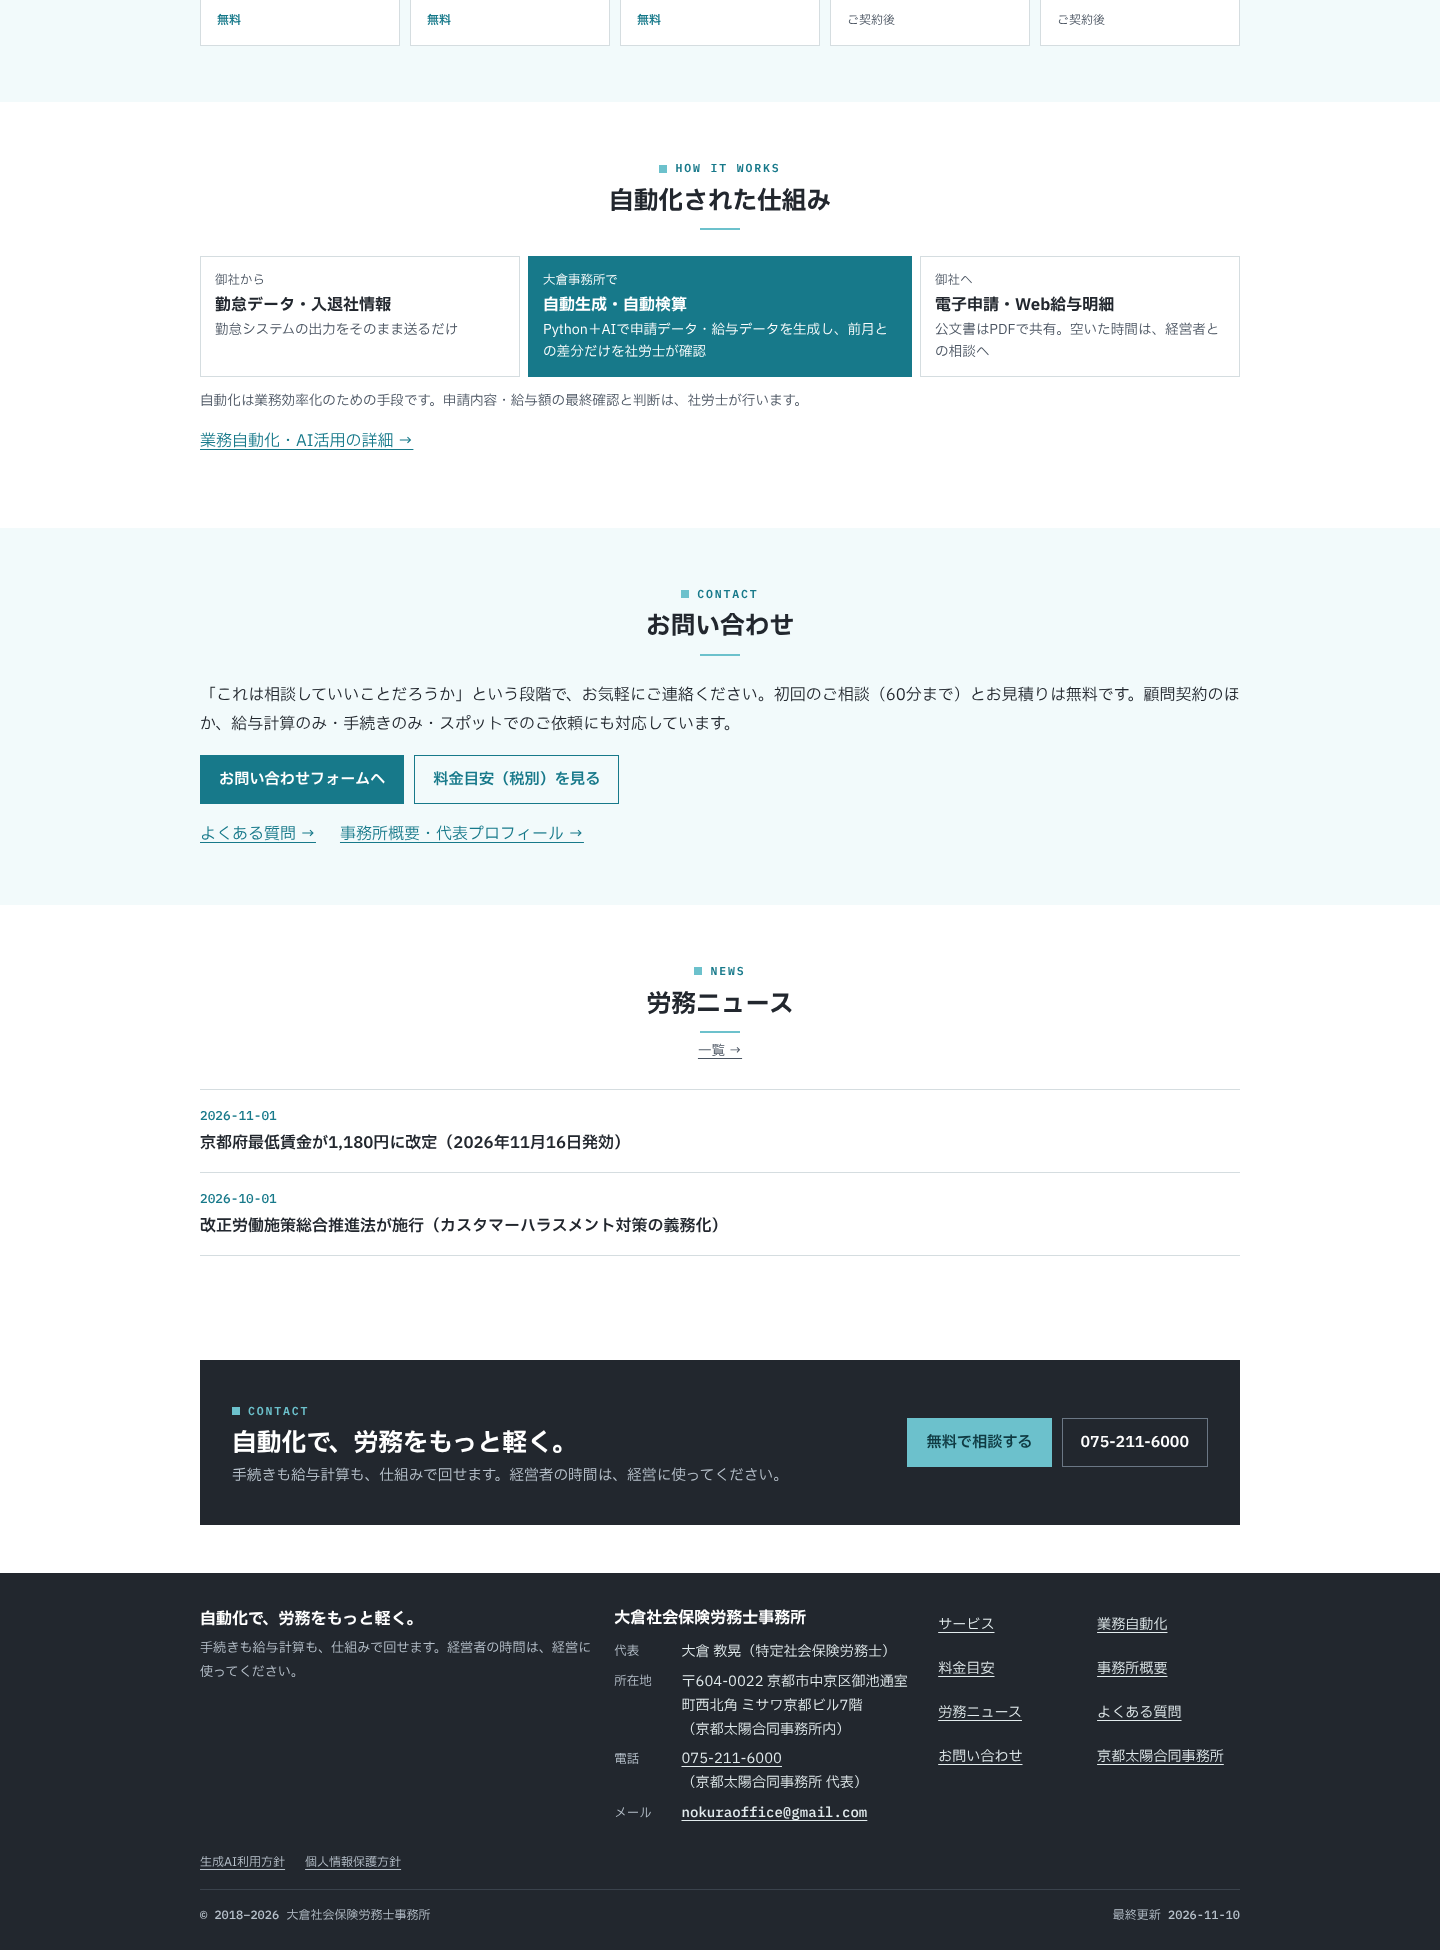 無料 無料 無料 ご契約後 ご契約後
HOW IT WORKS
自動化された仕組み
御社から
勤怠データ・入退社情報
勤怠システムの出力をそのまま送るだけ
大倉事務所で
自動生成・自動検算
Python＋AIで申請データ・給与データを生成し、前月と
の差分だけを社労士が確認
御社へ
電子申請・Web給与明細
公文書はPDFで共有。空いた時間は、経営者と
の相談へ
自動化は業務効率化のための手段です。申請内容・給与額の最終確認と判断は、社労士が行います。
業務自動化・AI活用の詳細 →
CONTACT
お問い合わせ
「これは相談していいことだろうか」という段階で、お気軽にご連絡ください。初回のご相談（60分まで）とお見積りは無料です。顧問契約のほ
か、給与計算のみ・手続きのみ・スポットでのご依頼にも対応しています。
お問い合わせフォームへ 料金目安（税別）を見る
よくある質問 → 事務所概要・代表プロフィール →
NEWS
労務ニュース
一覧 →
2026-11-01
京都府最低賃金が1,180円に改定（2026年11月16日発効）
2026-10-01
改正労働施策総合推進法が施行（カスタマーハラスメント対策の義務化）
CONTACT
自動化で、労務をもっと軽く。
手続きも給与計算も、仕組みで回せます。経営者の時間は、経営に使ってください。
無料で相談する 075-211-6000
自動化で、労務をもっと軽く。
手続きも給与計算も、仕組みで回せます。経営者の時間は、経営に
使ってください。
大倉社会保険労務士事務所
代表 大倉 教晃（特定社会保険労務士）
所在地 〒604-0022 京都市中京区御池通室
町西北角 ミサワ京都ビル7階
（京都太陽合同事務所内）
電話 075-211-6000
（京都太陽合同事務所 代表）
メール nokuraoffice@gmail.com
サービス 業務自動化
料金目安 事務所概要
労務ニュース よくある質問
お問い合わせ 京都太陽合同事務所
生成AI利用方針 個人情報保護方針
© 2018–2026 大倉社会保険労務士事務所 最終更新 2026-11-10